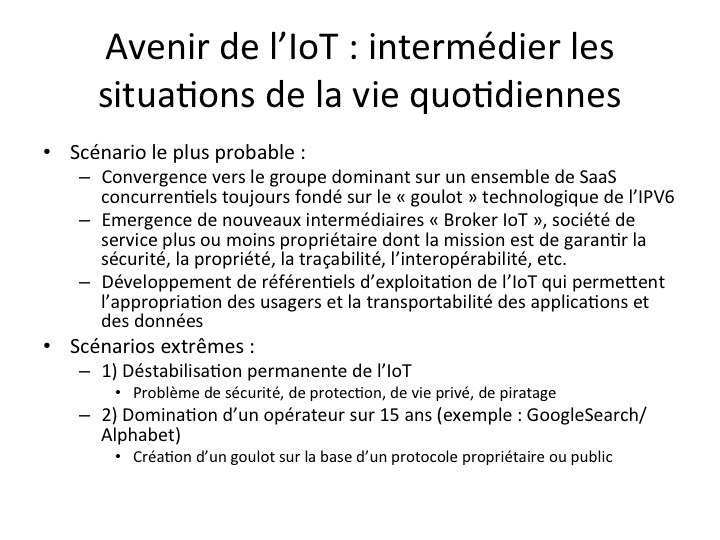 Avenir de l’IoT : intermédier les
situations de la vie quotidiennes
• Scénario le plus probable :
– Convergence vers le groupe dominant sur un ensemble de SaaS
concurrentiels toujours fondé sur le « goulot » technologique de l’IPV6
– Emergence de nouveaux intermédiaires « Broker IoT », société de
service plus ou moins propriétaire dont la mission est de garantir la
sécurité, la propriété, la traçabilité, l’interopérabilité, etc.
– Développement de référentiels d’exploitation de l’IoT qui permettent
l’appropriation des usagers et la transportabilité des applications et
des données
• Scénarios extrêmes :
– 1) Déstabilisation permanente de l’IoT
• Problème de sécurité, de protection, de vie privé, de piratage
– 2) Domination d’un opérateur sur 15 ans (exemple : GoogleSearch/
Alphabet)
• Création d’un goulot sur la base d’un protocole propriétaire ou public